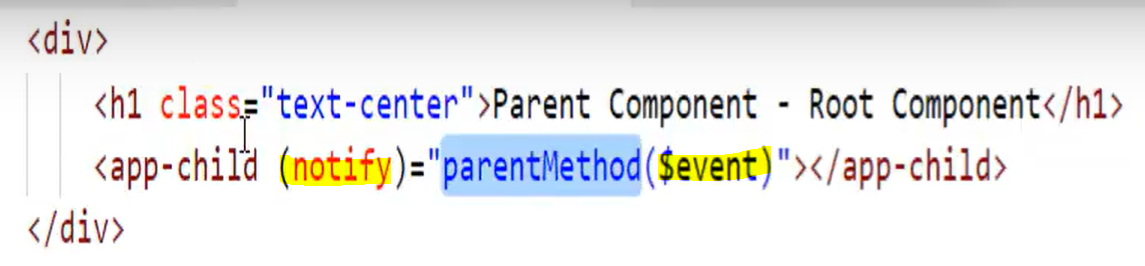 <div>
<h1 class="text-center">Parent Component - Root Component</h1>
<app-child (notify)="parentMethod($event)"></app-child>
</div>